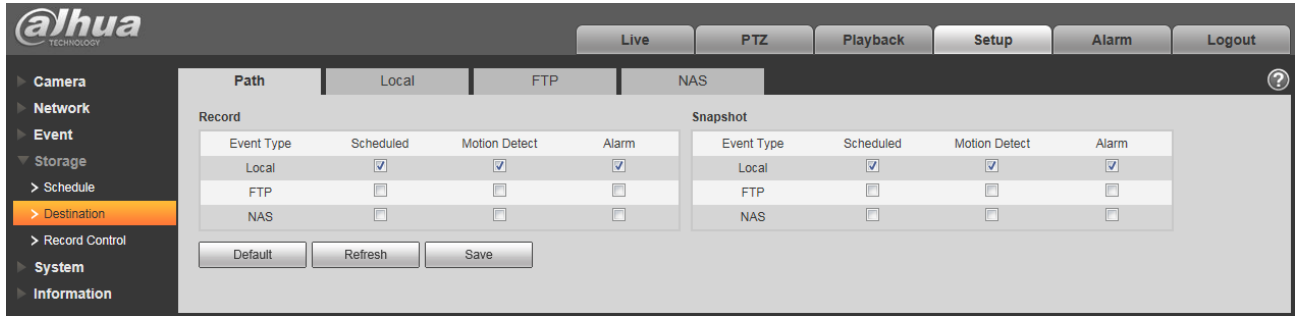 alhua
TECHNOLOGY
Live PTZ Playback Setup Alarm Logout
Camera
Network
Event
Storage
> Schedule
> Destination
> Record Control
System
Information
Path Local FTP NAS ?
Record
Event Type Scheduled Motion Detect Alarm
Local
FTP
NAS
Snapshot
Event Type Scheduled Motion Detect Alarm
Local
FTP
NAS
Default Refresh Save